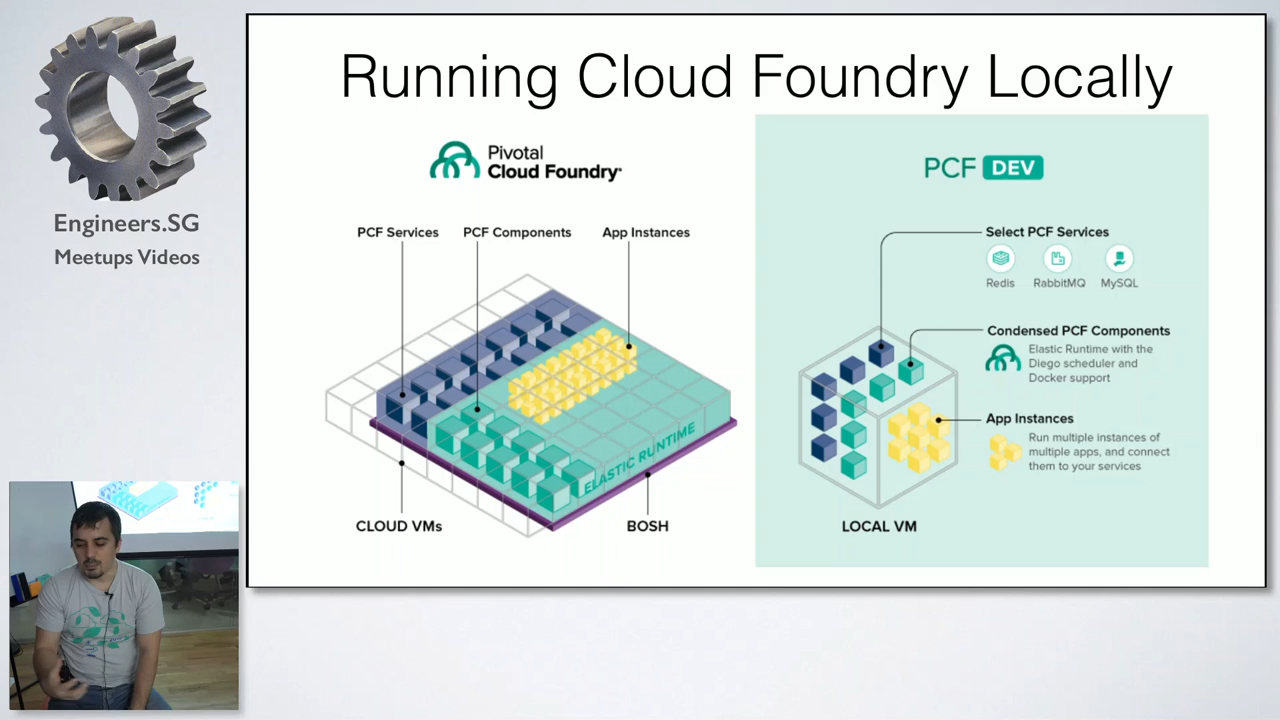 Engineers.SG
Meetups Videos
Running Cloud Foundry Locally
Pivotal
Cloud Foundry
PCF Services
PCF Components
App Instances
ELASTIC RUNTIME
CLOUD VMs
BOSH
PCF DEV
Select PCF Services
Redis
RabbitMQ
MySQL
Condensed PCF Components
Elastic Runtime with the
Diego scheduler and
Docker support
App Instances
Run multiple instances of
multiple apps, and connect
them to your services
LOCAL VM